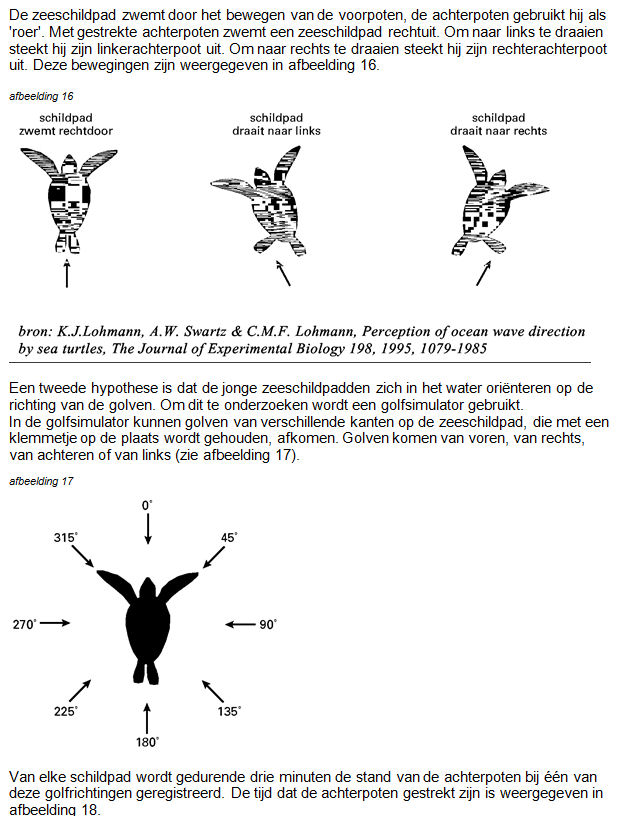 De zeeschildpad zwemt door het bewegen van de voorpoten, de achterpoten gebruikt hij als
'roer'. Met gestrekte achterpoten zwemt een zeeschildpad rechtuit. Om naar links te draaien
steekt hij zijn linkerachterpoot uit. Om naar rechts te draaien steekt hij zijn rechterachterpoot
uit. Deze bewegingen zijn weergegeven in afbeelding 16.
afbeelding 16
schildpad
zwemt rechtdoor
schildpad
draait naar links
schildpad
draait naar rechts
bron: K.J.Lohmann, A.W. Swartz & C.M.F. Lohmann, Perception of ocean wave direction
by sea turtles, The Journal of Experimental Biology 198, 1995, 1079-1985
Een tweede hypothese is dat de jonge zeeschildpadden zich in het water oriënteren op de
richting van de golven. Om dit te onderzoeken wordt een golfsimulator gebruikt.
In de golfsimulator kunnen golven van verschillende kanten op de zeeschildpad, die met een
klemmetje op de plaats wordt gehouden, afkomen. Golven komen van voren, van rechts,
van achteren of van links (zie afbeelding 17).
afbeelding 17
0°
315°
45°
270°
90°
225°
135°
180°
Van elke schildpad wordt gedurende drie minuten de stand van de achterpoten bij één van
deze golfrichtingen geregistreerd. De tijd dat de achterpoten gestrekt zijn is weergegeven in
afbeelding 18.